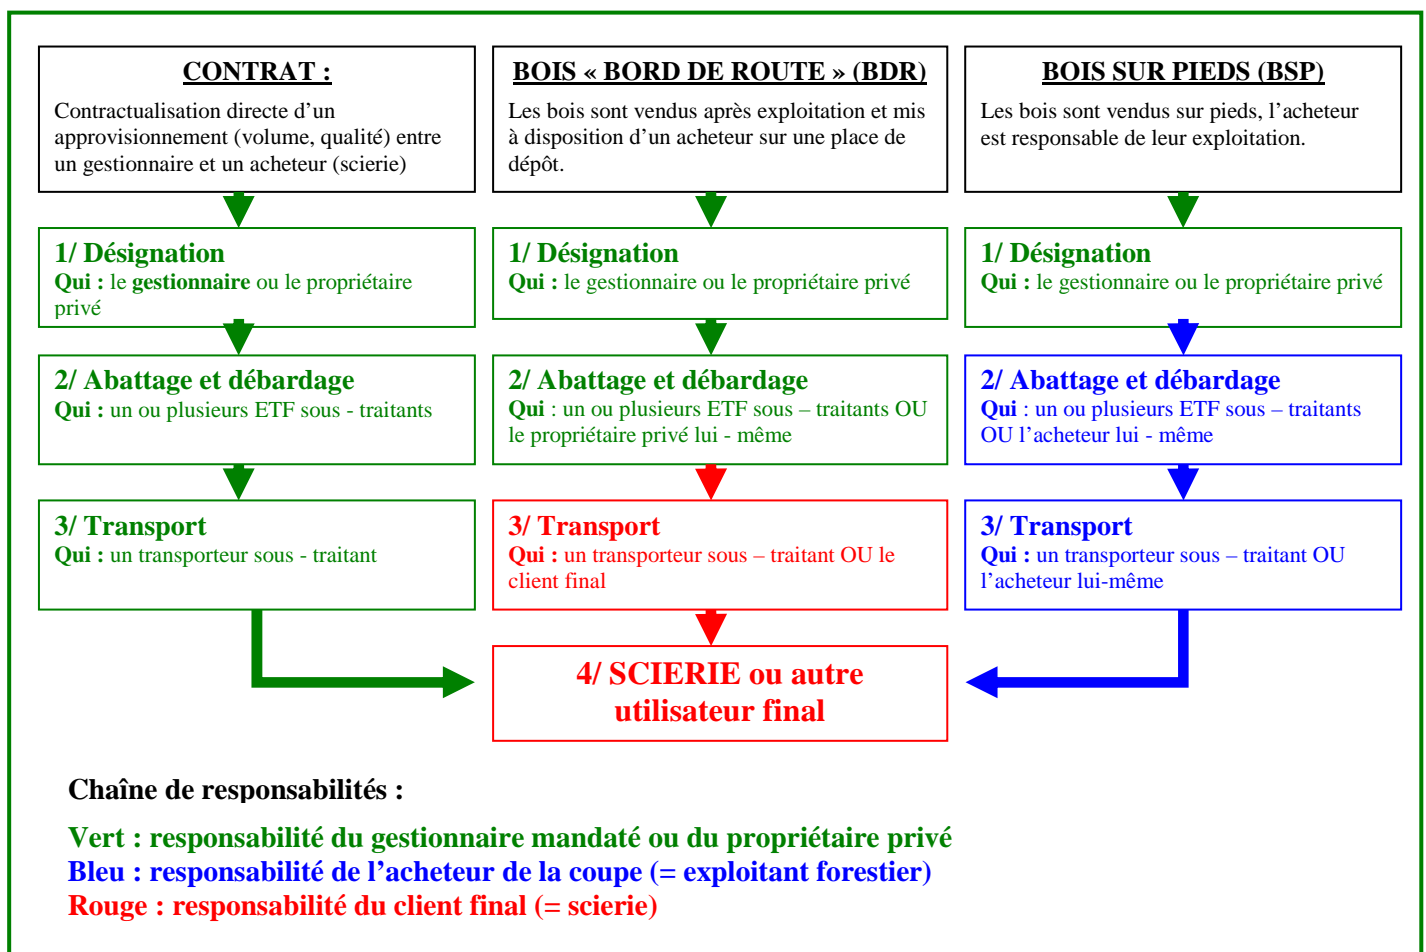 CONTRAT :
Contractualisation directe d’un
approvisionnement (volume, qualité) entre
un gestionnaire et un acheteur (scierie)
BOIS « BORD DE ROUTE » (BDR)
Les bois sont vendus après exploitation et mis
à disposition d’un acheteur sur une place de
dépôt.
BOIS SUR PIEDS (BSP)
Les bois sont vendus sur pieds, l’acheteur
est responsable de leur exploitation.
1/ Désignation
Qui : le gestionnaire ou le propriétaire
privé
1/ Désignation
Qui : le gestionnaire ou le propriétaire privé
1/ Désignation
Qui : le gestionnaire ou le propriétaire privé
2/ Abattage et débardage
Qui : un ou plusieurs ETF sous - traitants
2/ Abattage et débardage
Qui : un ou plusieurs ETF sous – traitants OU
le propriétaire privé lui - même
2/ Abattage et débardage
Qui : un ou plusieurs ETF sous – traitants
OU l’acheteur lui - même
3/ Transport
Qui : un transporteur sous - traitant
3/ Transport
Qui : un transporteur sous – traitant OU le
client final
3/ Transport
Qui : un transporteur sous – traitant OU
l’acheteur lui-même
4/ SCIERIE ou autre
utilisateur final
Chaîne de responsabilités :
Vert : responsabilité du gestionnaire mandaté ou du propriétaire privé
Bleu : responsabilité de l’acheteur de la coupe (= exploitant forestier)
Rouge : responsabilité du client final (= scierie)